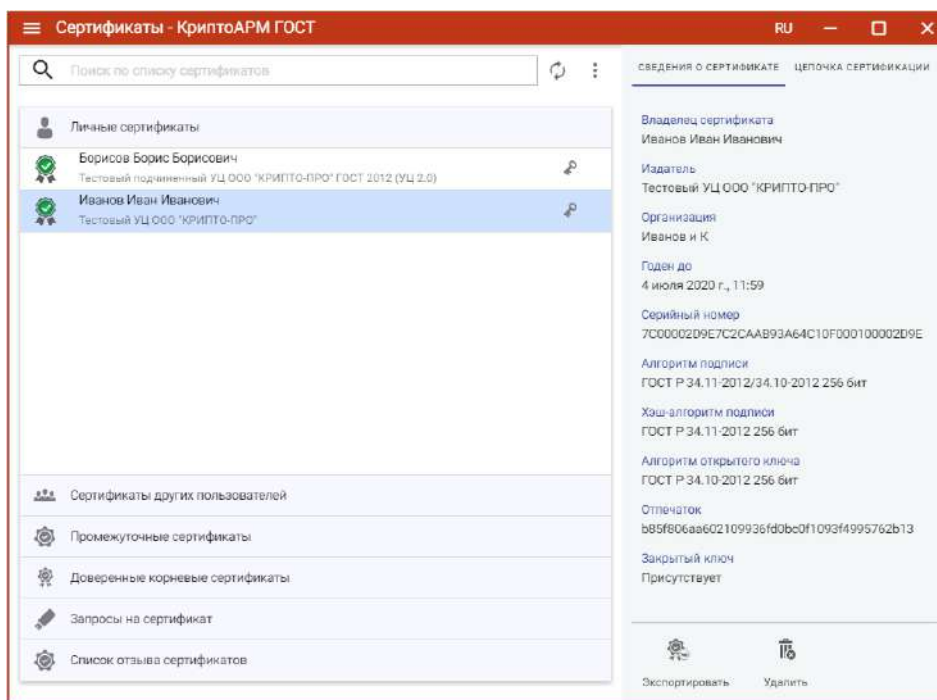 Сертификаты - КриптоАРМ ГОСТ
RU
Поиск по списку сертификатов
Личные сертификаты
Борисов Борис Борисович
Тестовый подчиненный УЦ ООО "КРИПТО-ПРО" ГОСТ 2012 (УЦ 2.0)
Иванов Иван Иванович
Тестовый УЦ ООО "КРИПТО-ПРО"
Сертификаты других пользователей
Промежуточные сертификаты
Доверенные корневые сертификаты
Запросы на сертификат
Список отзыва сертификатов
СВЕДЕНИЯ О СЕРТИФИКАТЕ ЦЕПОЧКА СЕРТИФИКАЦИИ
Владелец сертификата
Иванов Иван Иванович
Издатель
Тестовый УЦ ООО "КРИПТО-ПРО"
Организация
Иванов и К
Годен до
4 июля 2020 г., 11:59
Серийный номер
7C00002D9E7C2CAAB93A64C10F000100002D9E
Алгоритм подписи
ГОСТ Р 34.11-2012/34.10-2012 256 бит
Хэш-алгоритм подписи
ГОСТ Р 34.11-2012 256 бит
Алгоритм открытого ключа
ГОСТ Р 34.10-2012 256 бит
Отпечаток
b85f806aa602109936fd0bc0f1093f4995762b13
Закрытый ключ
Присутствует
Экспортировать Удалить